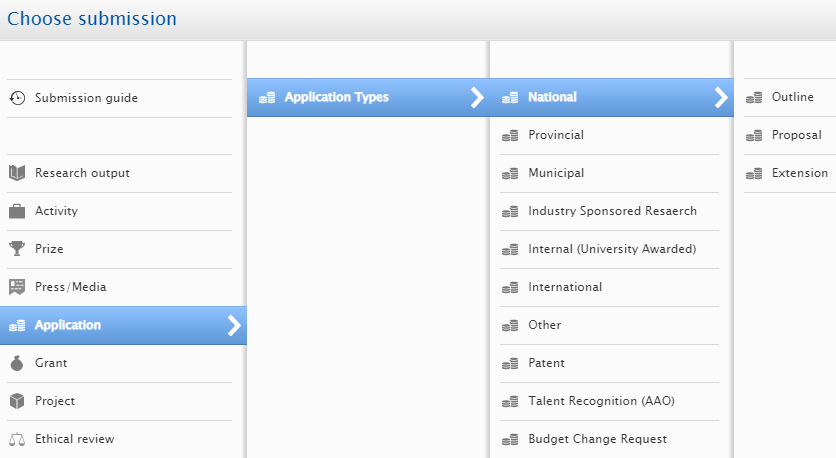 Choose submission
Submission guide
Research output
Activity
Prize
Press/Media
Application
Grant
Project
Ethical review
Application Types
National
Provincial
Municipal
Industry Sponsored Resaerch
Internal (University Awarded)
International
Other
Patent
Talent Recognition (AAO)
Budget Change Request
Outline
Proposal
Extension